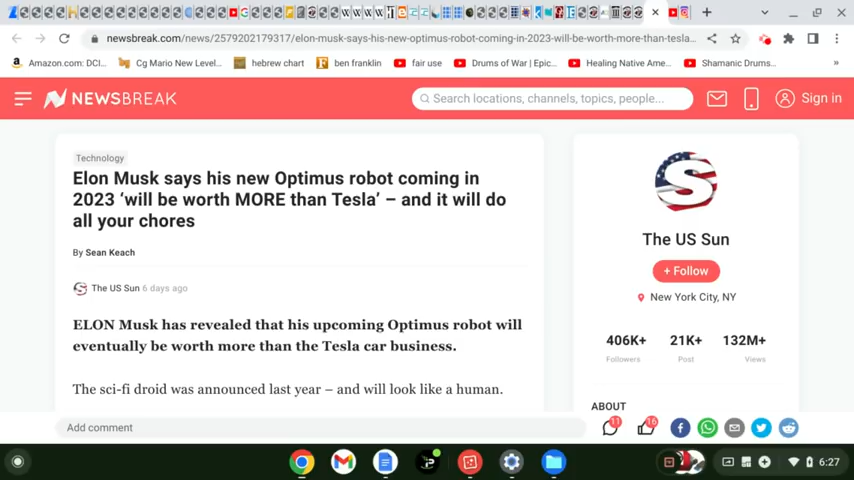 newsbreak.com/news/2579202179317/elon-musk-says-his-new-optimus-robot-coming-in-2023-will-be-worth-more-than-tesla...
Amazon.com: DCI...
Cg Mario New Level...
hebrew chart
ben franklin
fair use
Drums of War | Epic...
Healing Native Ame...
Shamanic Drums...
»
NEWSBREAK
Search locations, channels, topics, people...
Sign in
Technology
Elon Musk says his new Optimus robot coming in
2023 ‘will be worth MORE than Tesla’ – and it will do
all your chores
By Sean Keach
The US Sun 6 days ago
ELON Musk has revealed that his upcoming Optimus robot will
eventually be worth more than the Tesla car business.
The sci-fi droid was announced last year – and will look like a human.
Add comment
S
The US Sun
+ Follow
New York City, NY
406K+ 21K+ 132M+
Followers Post Views
ABOUT
11 16
6:27